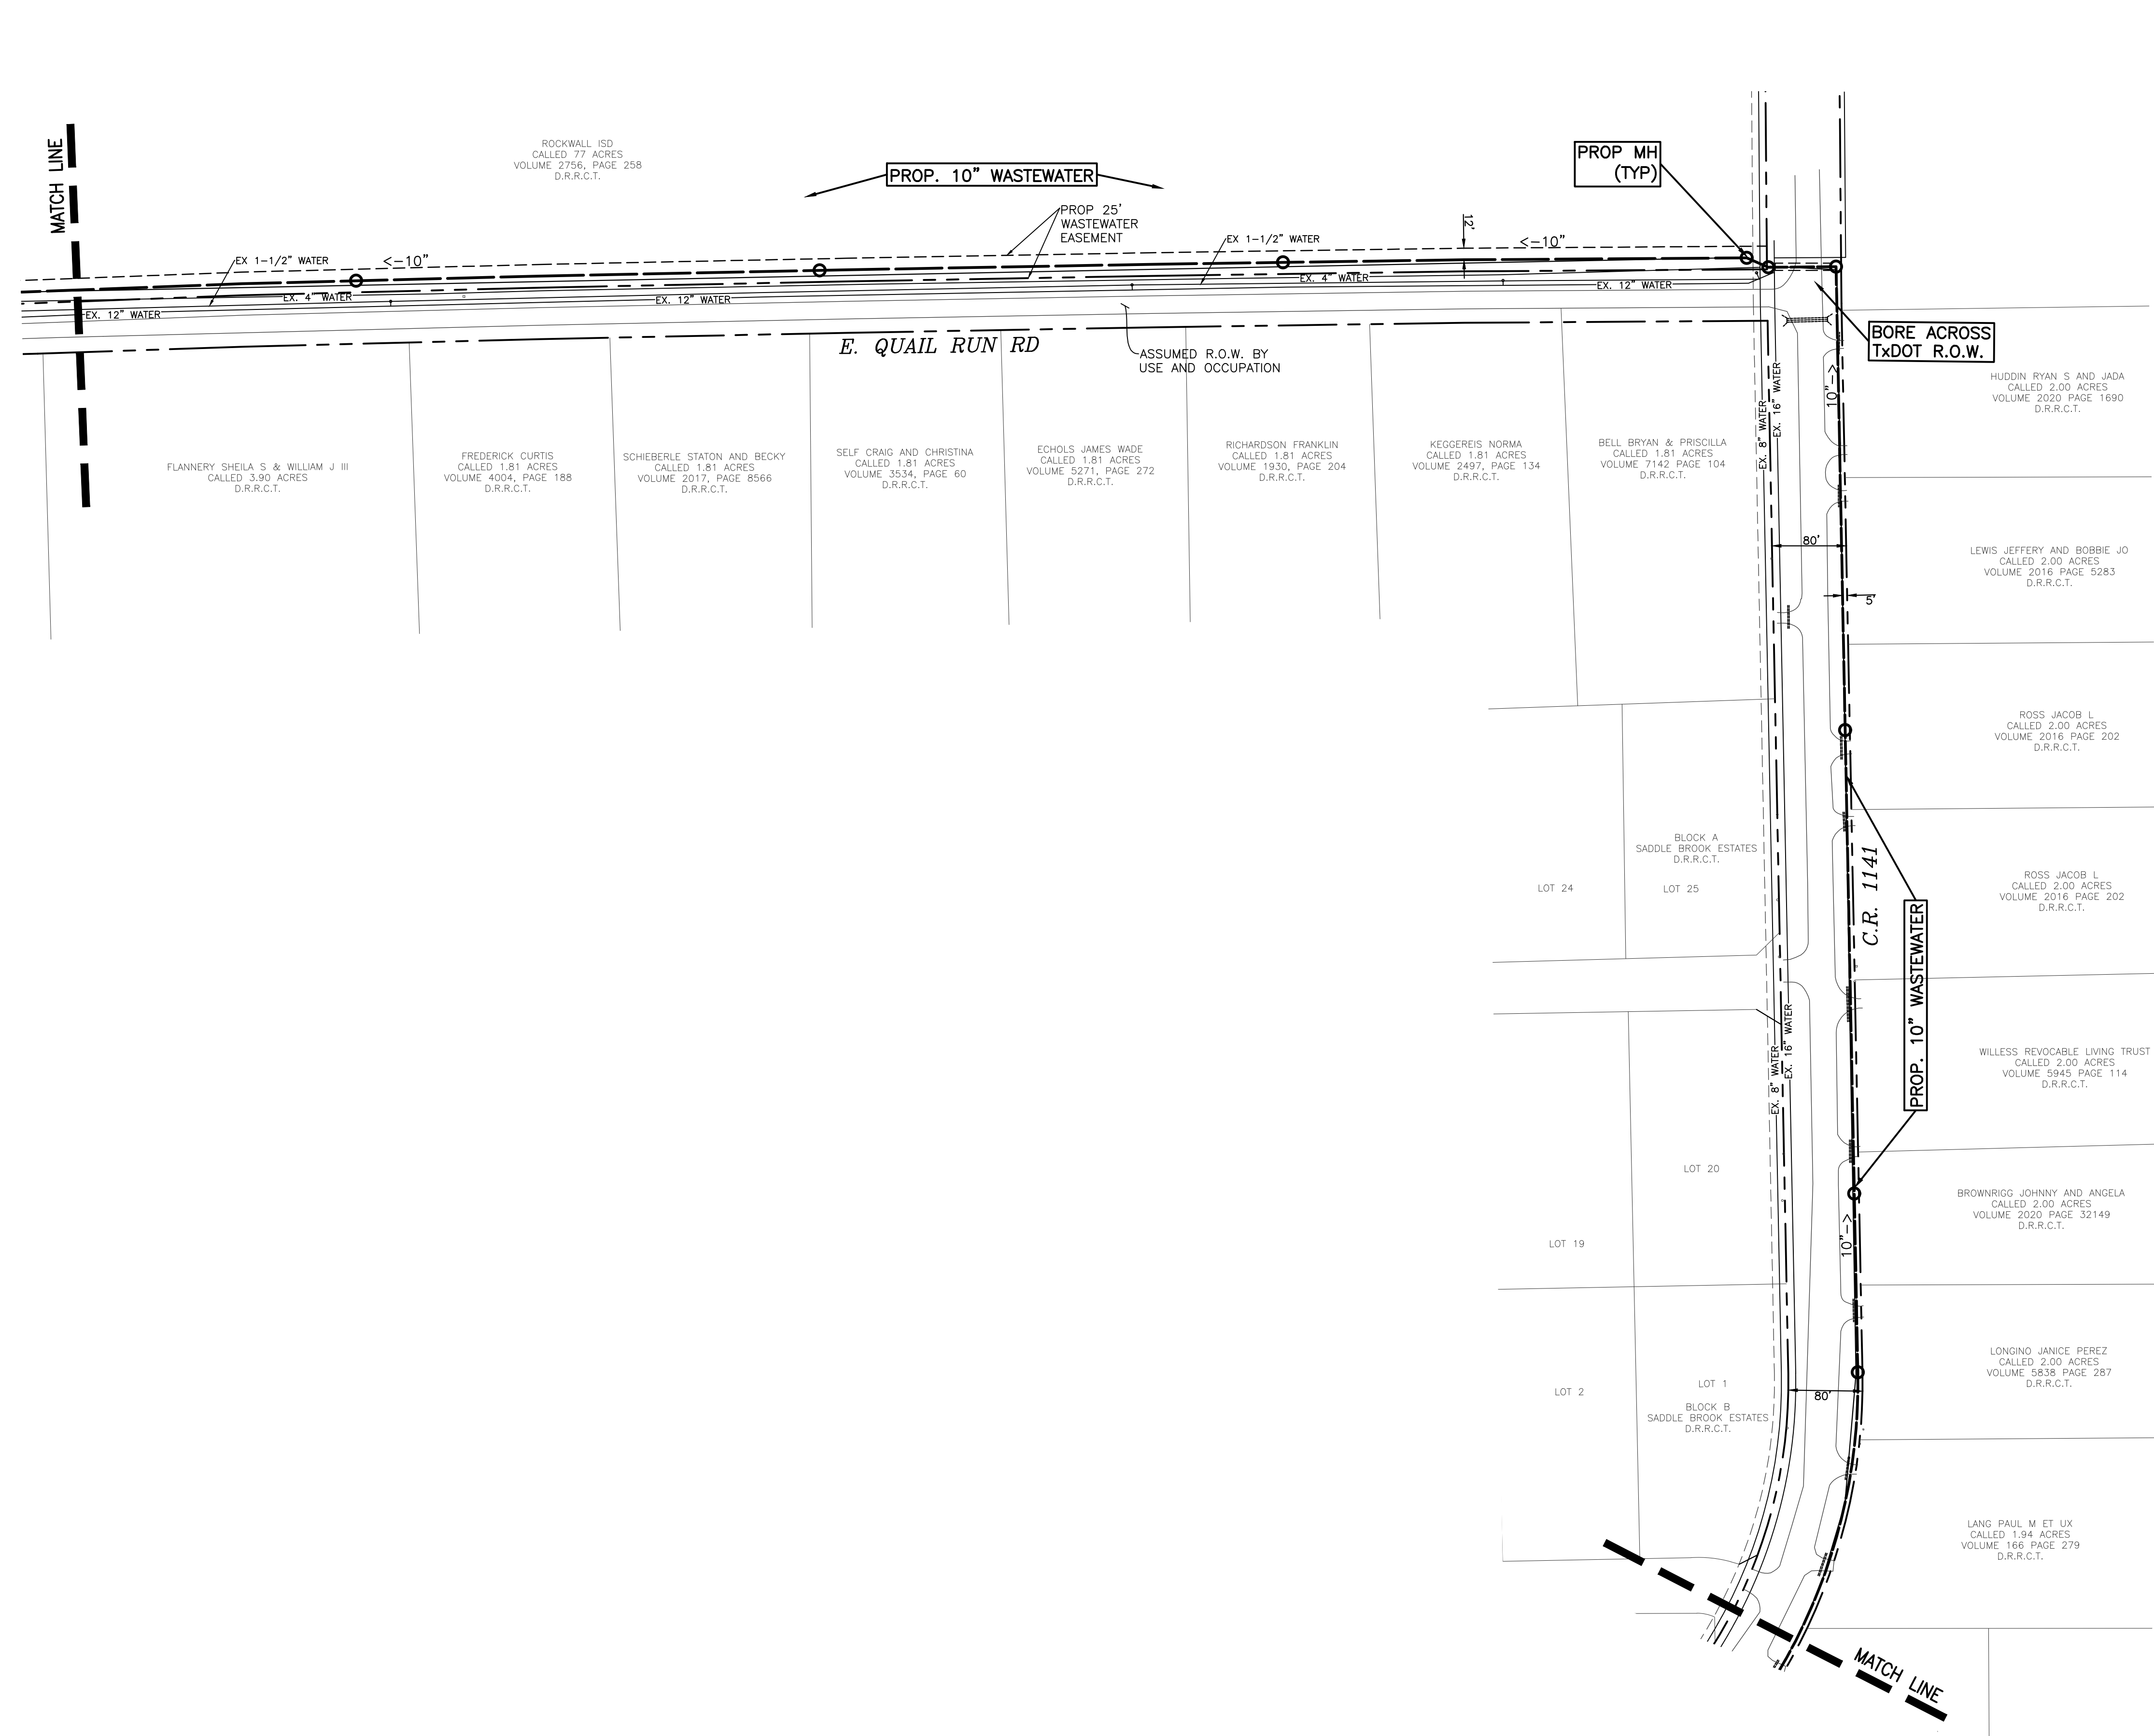 MATCH LINE
ROCKWALL ISD
CALLED 77 ACRES
VOLUME 2756, PAGE 258
D.R.R.C.T.
PROP. 10" WASTEWATER
PROP MH
(TYP)
PROP 25'
WASTEWATER
EASEMENT
EX 1-1/2" WATER
<-10"
EX 1-1/2" WATER
12'
<-10"
EX. 4" WATER
EX. 12" WATER
EX. 12" WATER
EX. 4" WATER
EX. 12" WATER
BORE ACROSS
TxDOT R.O.W.
E. QUAIL RUN RD
ASSUMED R.O.W. BY
USE AND OCCUPATION
FLANNERY SHEILA S & WILLIAM J III
CALLED 3.90 ACRES
D.R.R.C.T.
FREDERICK CURTIS
CALLED 1.81 ACRES
VOLUME 4004, PAGE 188
D.R.R.C.T.
SCHIEBERLE STATON AND BECKY
CALLED 1.81 ACRES
VOLUME 2017, PAGE 8566
D.R.R.C.T.
SELF CRAIG AND CHRISTINA
CALLED 1.81 ACRES
VOLUME 3534, PAGE 60
D.R.R.C.T.
ECHOLS JAMES WADE
CALLED 1.81 ACRES
VOLUME 5271, PAGE 272
D.R.R.C.T.
RICHARDSON FRANKLIN
CALLED 1.81 ACRES
VOLUME 1930, PAGE 204
D.R.R.C.T.
KEGGEREIS NORMA
CALLED 1.81 ACRES
VOLUME 2497, PAGE 134
D.R.R.C.T.
BELL BRYAN & PRISCILLA
CALLED 1.81 ACRES
VOLUME 7142 PAGE 104
D.R.R.C.T.
EX. 8" WATER
EX. 16" WATER
10"->
HUDDIN RYAN S AND JADA
CALLED 2.00 ACRES
VOLUME 2020 PAGE 1690
D.R.R.C.T.
80'
LEWIS JEFFERY AND BOBBIE JO
CALLED 2.00 ACRES
VOLUME 2016 PAGE 5283
D.R.R.C.T.
5'
ROSS JACOB L
CALLED 2.00 ACRES
VOLUME 2016 PAGE 202
D.R.R.C.T.
BLOCK A
SADDLE BROOK ESTATES
D.R.R.C.T.
LOT 24
LOT 25
C.R. 1141
ROSS JACOB L
CALLED 2.00 ACRES
VOLUME 2016 PAGE 202
D.R.R.C.T.
PROP. 10" WASTEWATER
EX. 8" WATER
EX. 16" WATER
WILLESS REVOCABLE LIVING TRUST
CALLED 2.00 ACRES
VOLUME 5945 PAGE 114
D.R.R.C.T.
LOT 20
LOT 19
10"->
BROWNRIGG JOHNNY AND ANGELA
CALLED 2.00 ACRES
VOLUME 2020 PAGE 32149
D.R.R.C.T.
LONGINO JANICE PEREZ
CALLED 2.00 ACRES
VOLUME 5838 PAGE 287
D.R.R.C.T.
LOT 2
LOT 1
80'
BLOCK B
SADDLE BROOK ESTATES
D.R.R.C.T.
LANG PAUL M ET UX
CALLED 1.94 ACRES
VOLUME 166 PAGE 279
D.R.R.C.T.
MATCH LINE